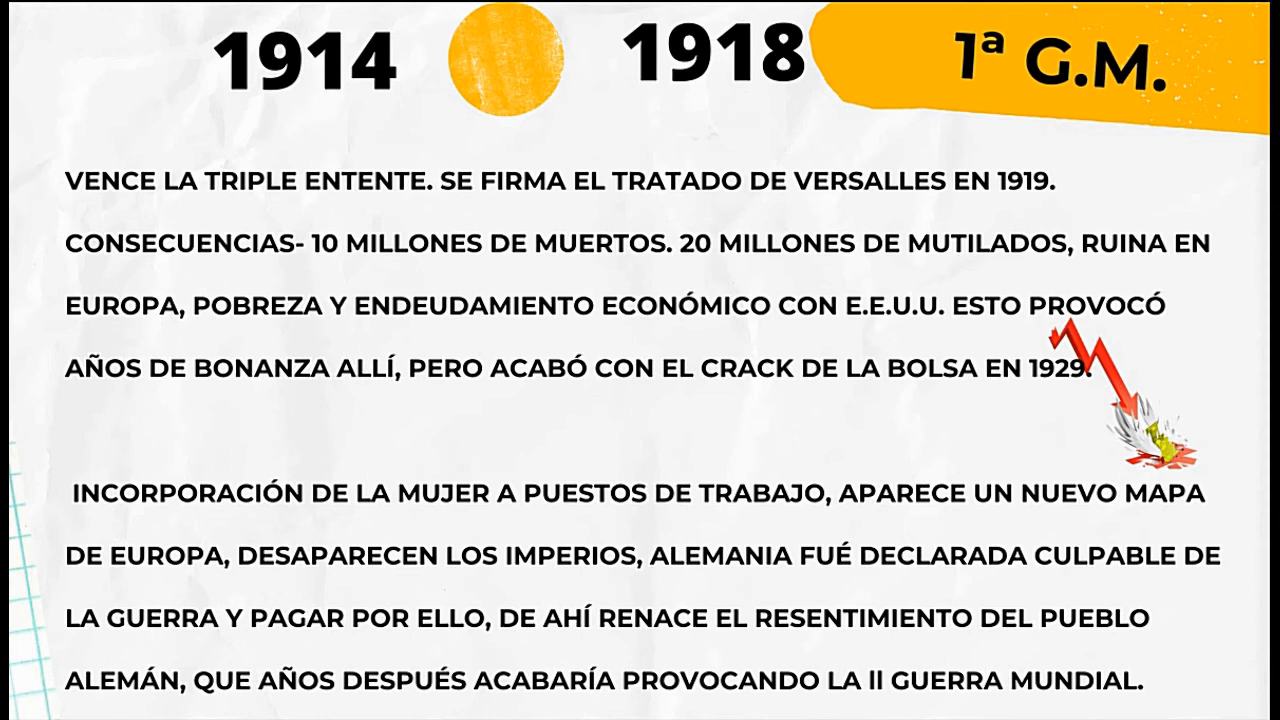 1914 1918 1ª G.M.
VENCE LA TRIPLE ENTENTE. SE FIRMA EL TRATADO DE VERSALLES EN 1919.
CONSECUENCIAS- 10 MILLONES DE MUERTOS. 20 MILLONES DE MUTILADOS, RUINA EN
EUROPA, POBREZA Y ENDEUDAMIENTO ECONÓMICO CON E.E.U.U. ESTO PROVOCÓ
AÑOS DE BONANZA ALLÍ, PERO ACABÓ CON EL CRACK DE LA BOLSA EN 1929.
INCORPORACIÓN DE LA MUJER A PUESTOS DE TRABAJO, APARECE UN NUEVO MAPA
DE EUROPA, DESAPARECEN LOS IMPERIOS, ALEMANIA FUÉ DECLARADA CULPABLE DE
LA GUERRA Y PAGAR POR ELLO, DE AHÍ RENACE EL RESENTIMIENTO DEL PUEBLO
ALEMÁN, QUE AÑOS DESPUÉS ACABARÍA PROVOCANDO LA ll GUERRA MUNDIAL.